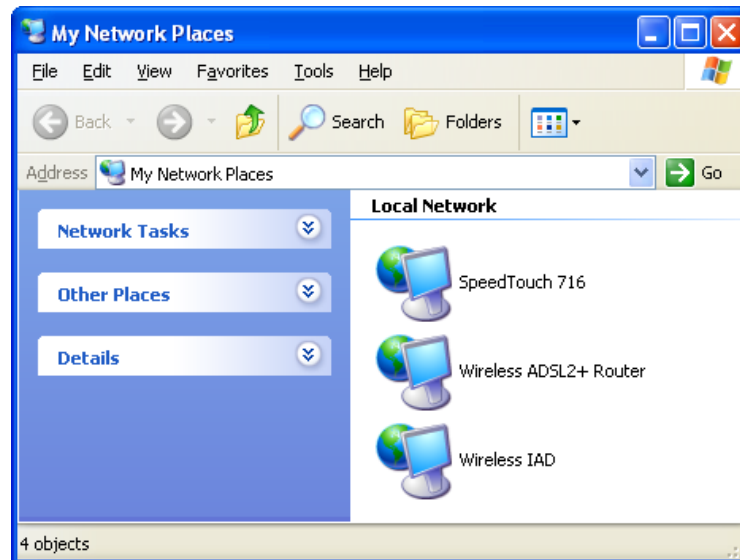 My Network Places
File Edit View Favorites Tools Help
Back Search Folders
Address My Network Places Go
Network Tasks
Other Places
Details
Local Network
SpeedTouch 716
Wireless ADSL2+ Router
Wireless IAD
4 objects